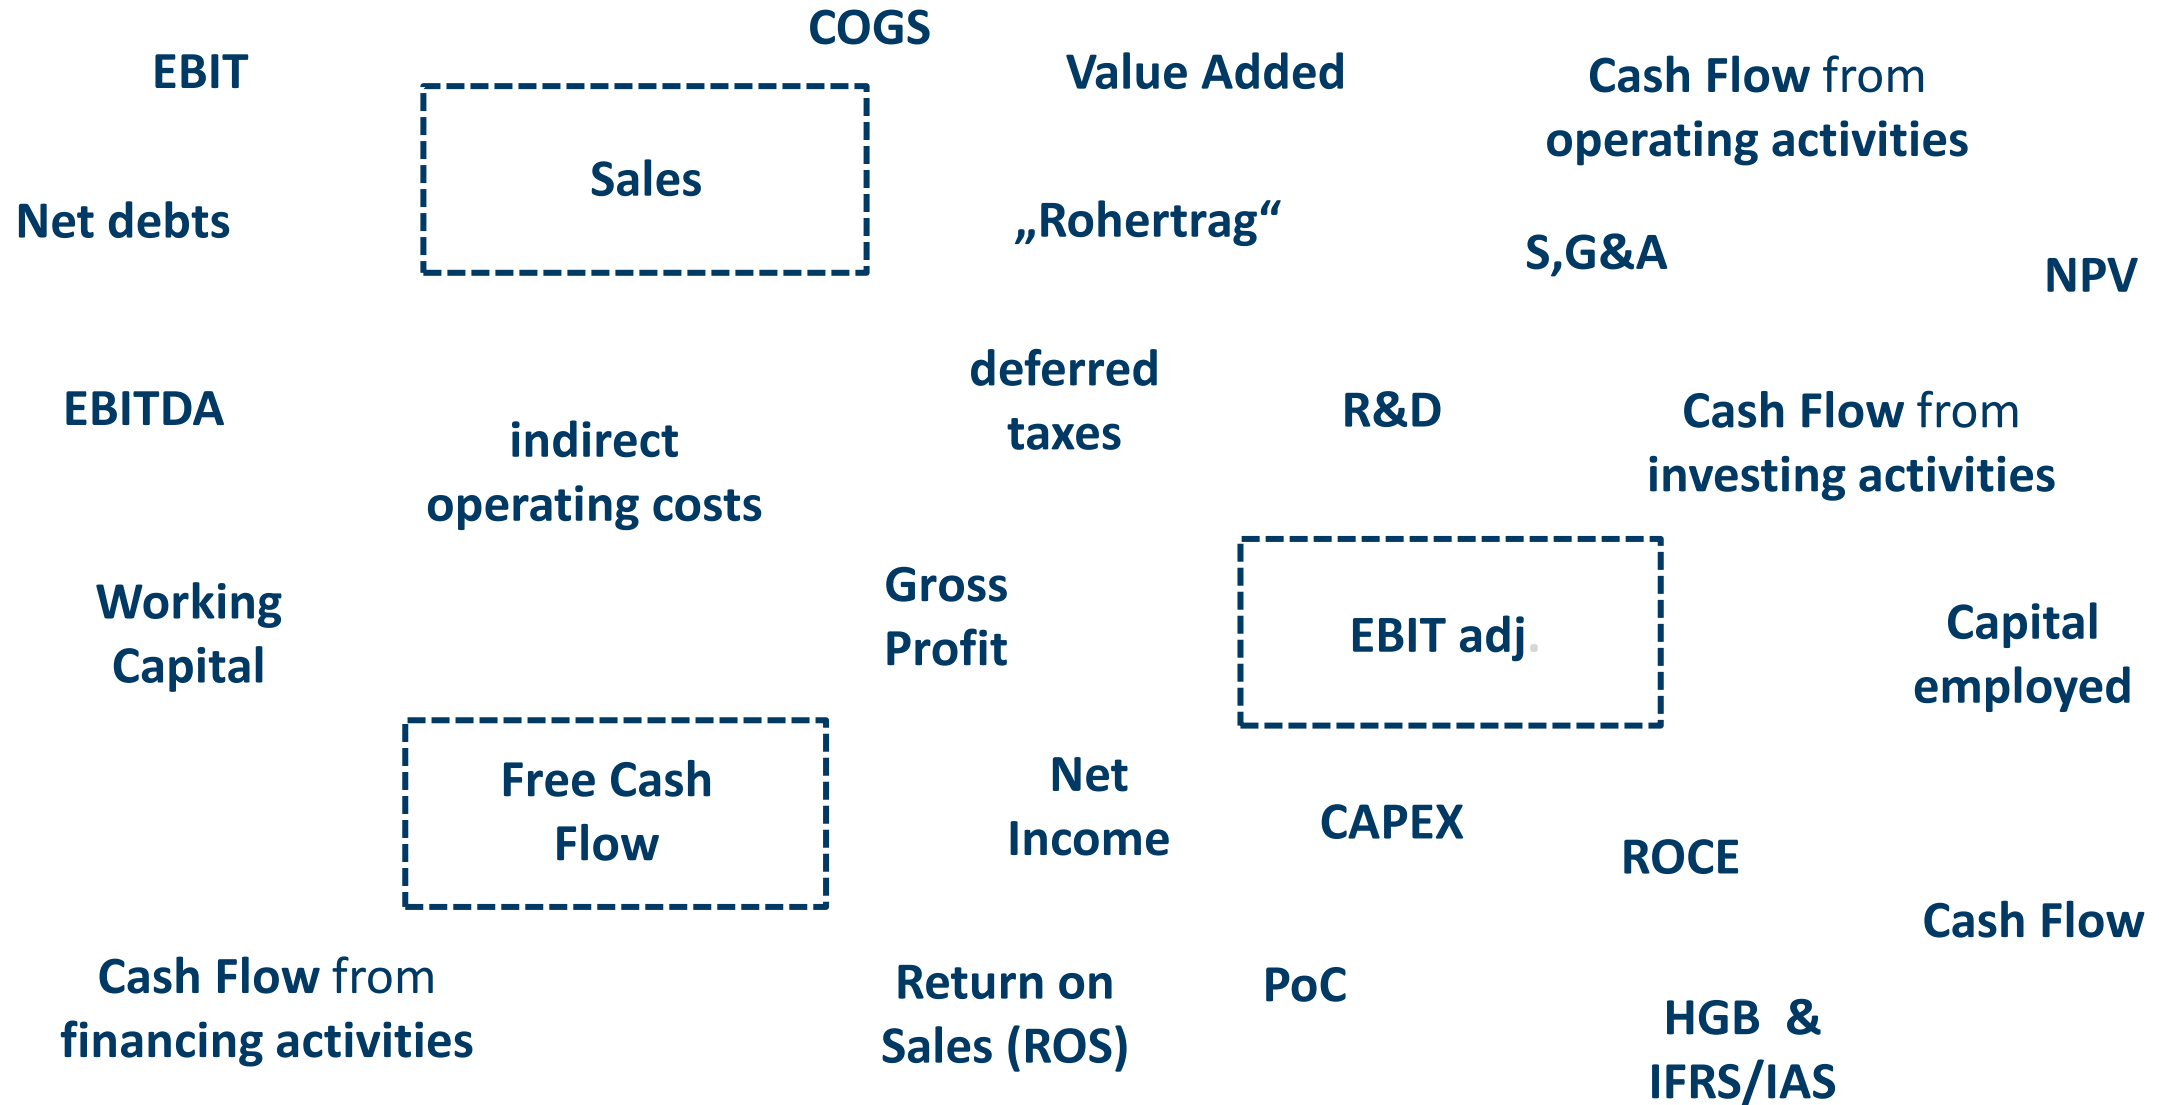 COGS
EBIT
Value Added
Cash Flow from
operating activities
Sales
Net debts
„Rohertrag“
S,G&A
NPV
deferred
taxes
EBITDA
R&D
Cash Flow from
investing activities
indirect
operating costs
Working
Capital
Gross
Profit
EBIT adj.
Capital
employed
Free Cash
Flow
Net
Income
CAPEX
ROCE
Cash Flow
Cash Flow from
financing activities
Return on
Sales (ROS)
PoC
HGB  &
IFRS/IAS